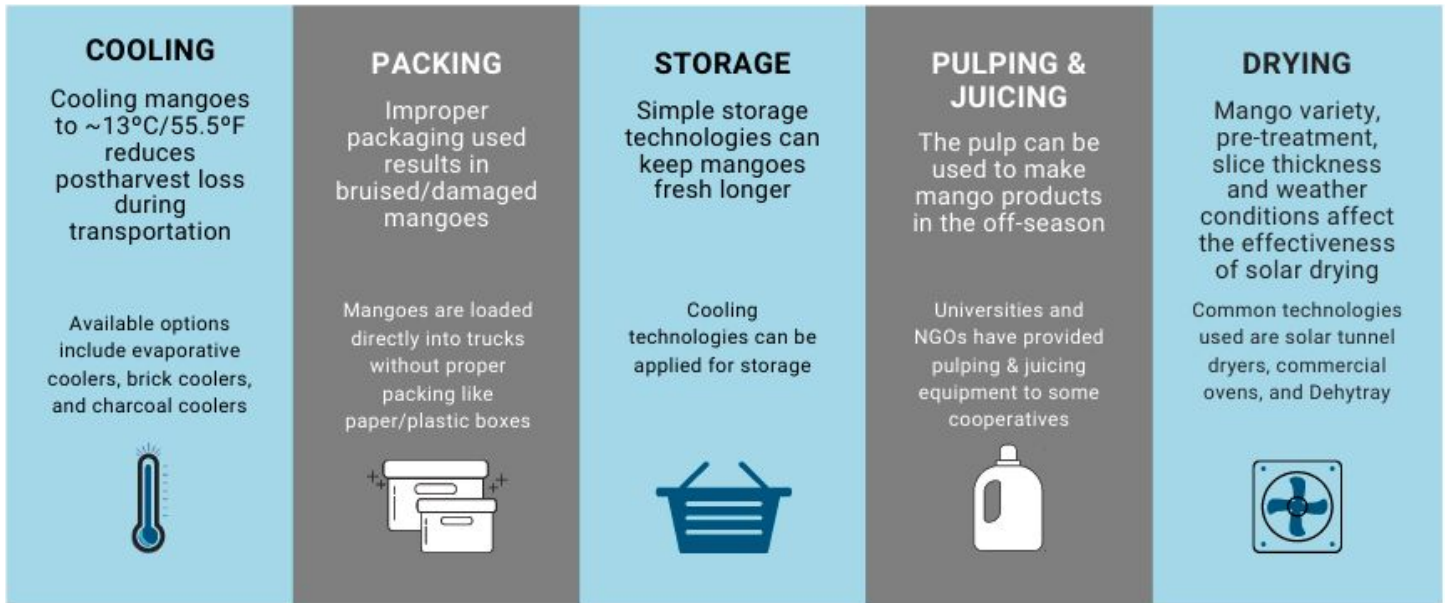 COOLING
Cooling mangoes
to ~13ºC/55.5ºF
reduces
postharvest loss
during
transportation
Available options
include evaporative
coolers, brick coolers,
and charcoal coolers
PACKING
Improper
packaging used
results in
bruised/damaged
mangoes
Mangoes are loaded
directly into trucks
without proper
packing like
paper/plastic boxes
STORAGE
Simple storage
technologies can
keep mangoes
fresh longer
Cooling
technologies can be
applied for storage
PULPING &
JUICING
The pulp can be
used to make
mango products
in the off-season
Universities and
NGOs have provided
pulping & juicing
equipment to some
cooperatives
DRYING
Mango variety,
pre-treatment,
slice thickness
and weather
conditions affect
the effectiveness
of solar drying
Common technologies
used are solar tunnel
dryers, commercial
ovens, and Dehytray